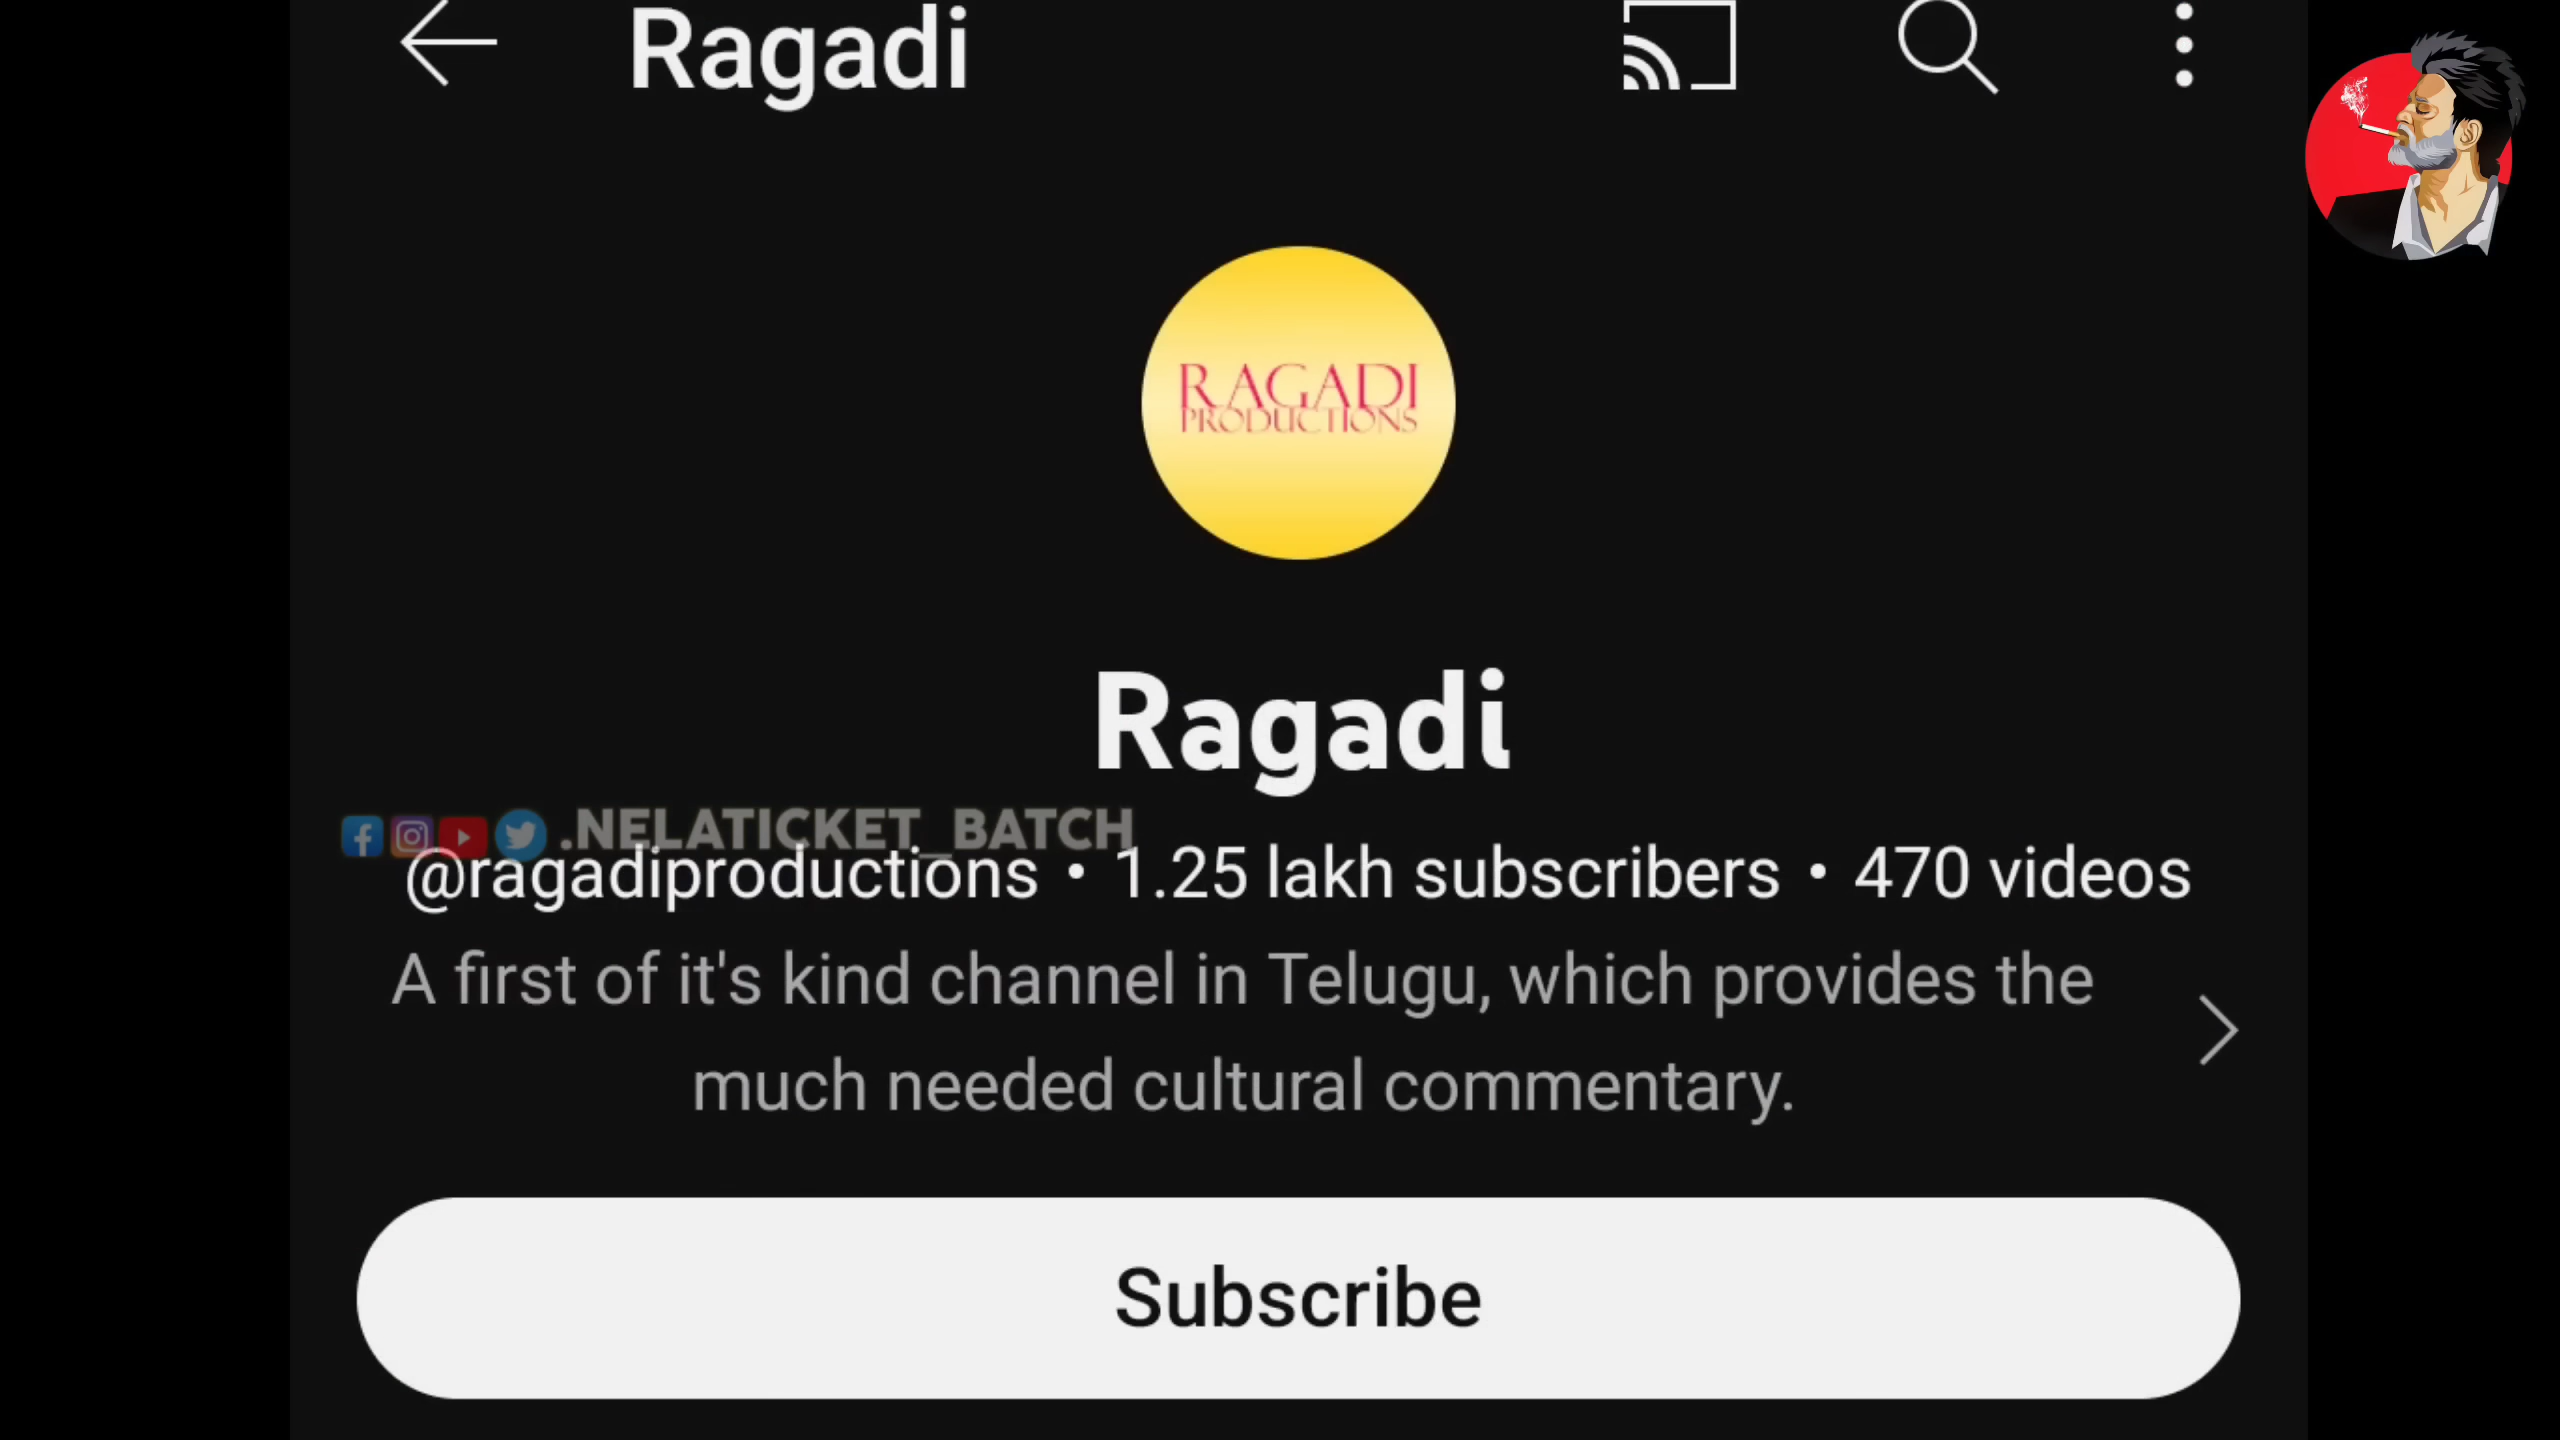 Ragadi
RAGADI
PRODUCTIONS
Ragadi
.NELATICKET_BATCH
@ragadiproductions • 1.25 lakh subscribers • 470 videos
A first of it's kind channel in Telugu, which provides the
much needed cultural commentary.
Subscribe